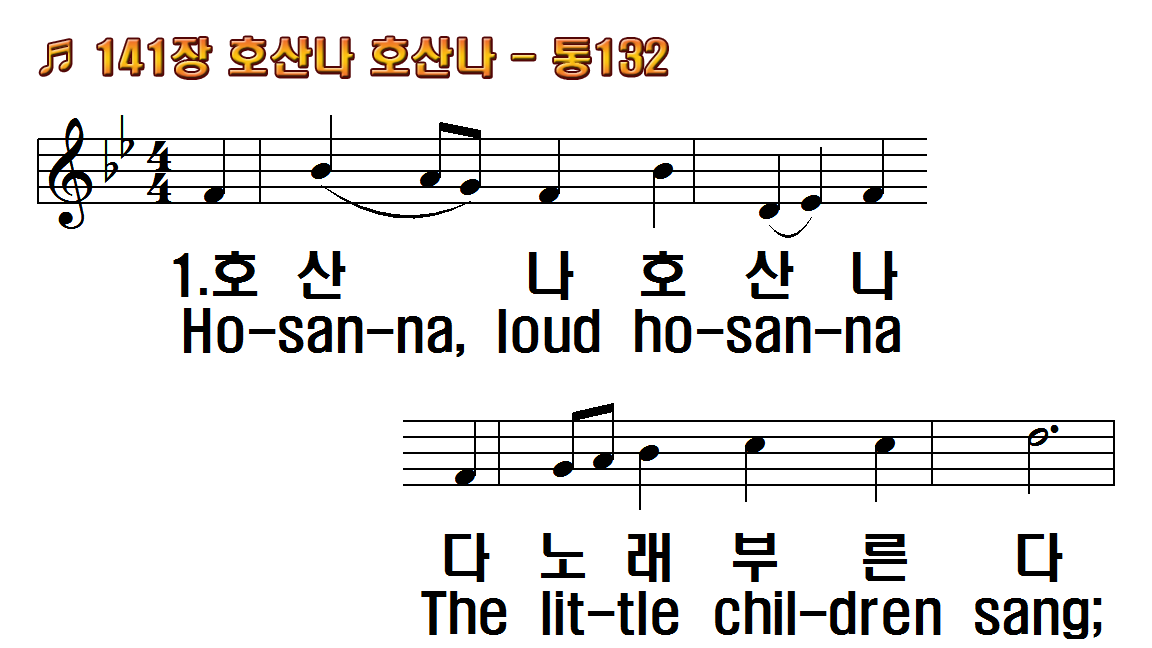 ♬ 141장 호산나 호산나 - 통132
4/4
1.호 산 나 호 산 나
Ho-san-na, loud ho-san-na
다 노 래 부 른 다
The lit-tle chil-dren sang;